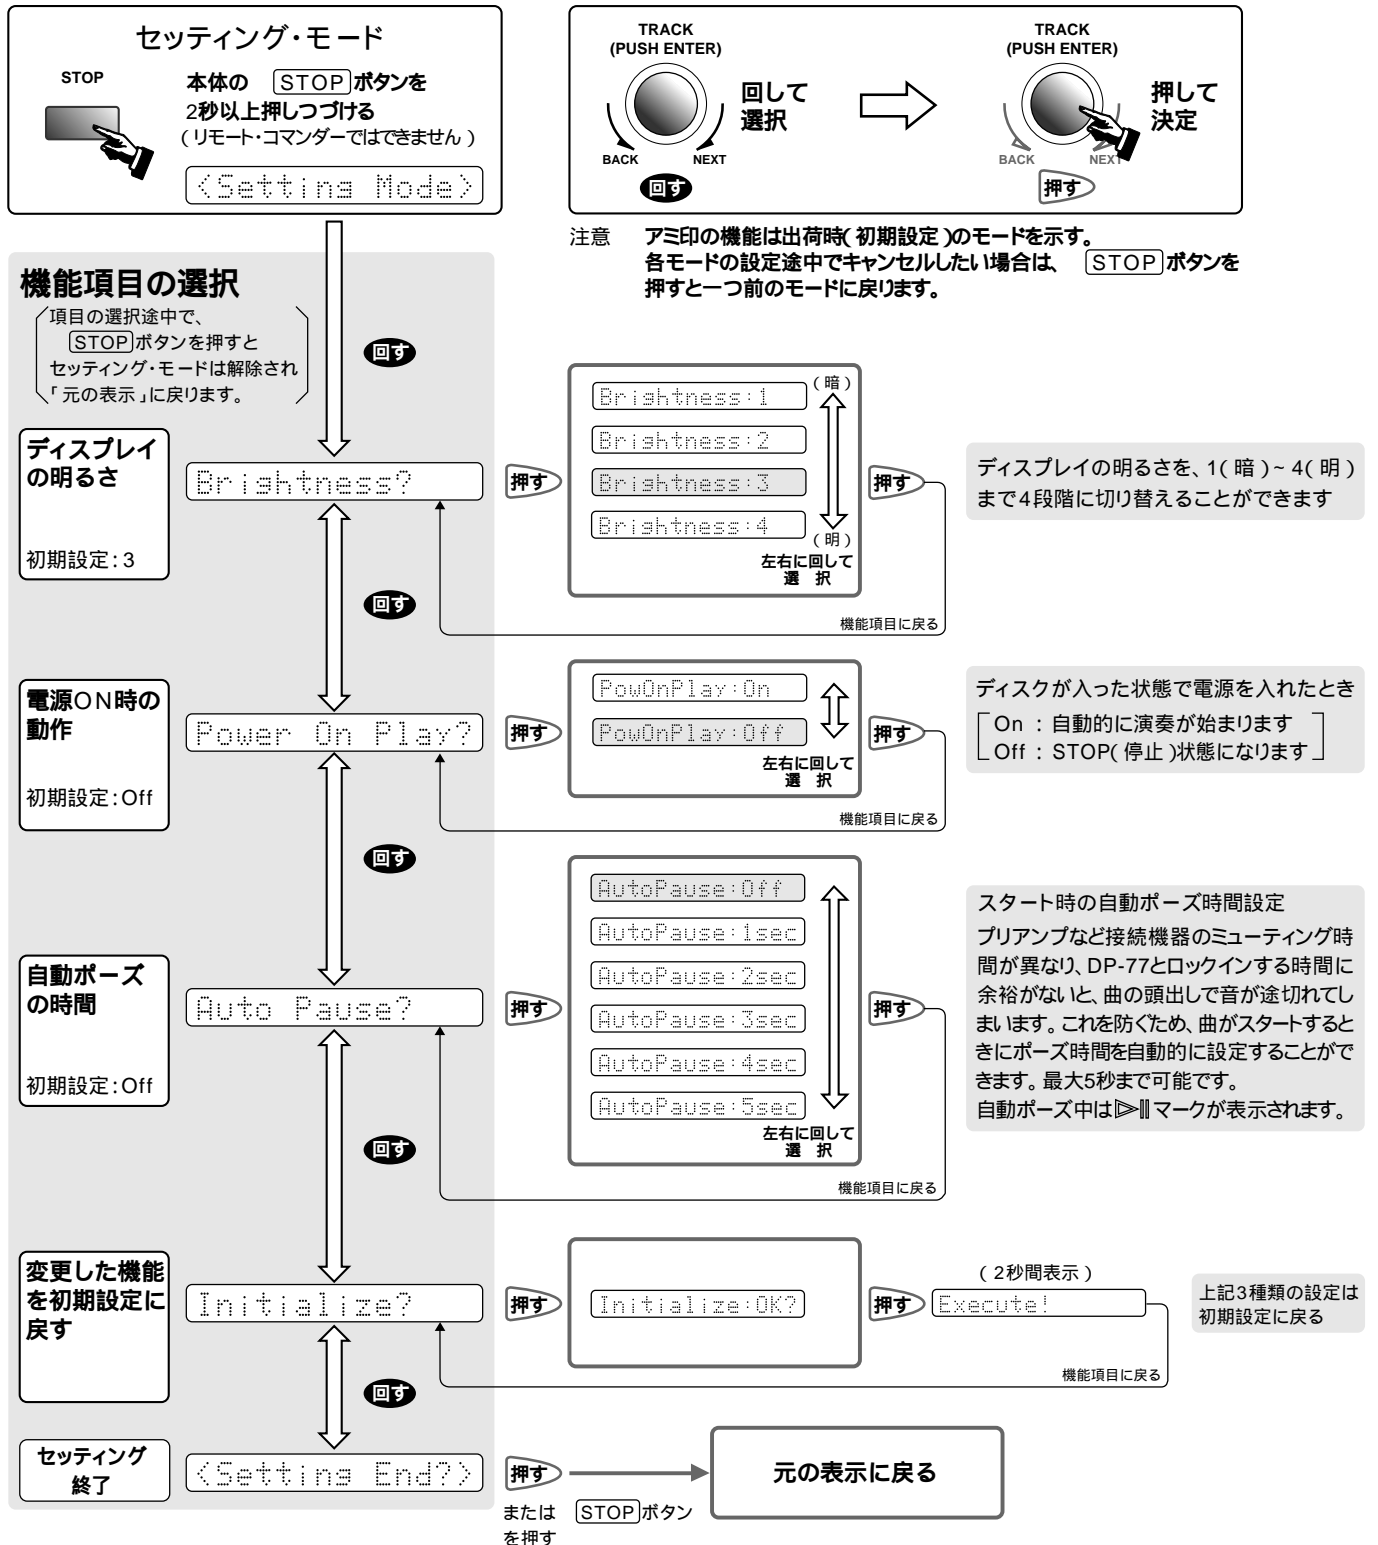 セッティング・モード
STOP
本体の STOP ボタンを
2秒以上押しつづける
(リモート・コマンダーではできません)
<Setting Mode>
TRACK
(PUSH ENTER)
BACK
NEXT
回す
回して
選択
TRACK
(PUSH ENTER)
BACK
NEXT
押す
押して
決定
注意 アミ印の機能は出荷時(初期設定)のモードを示す。
各モードの設定途中でキャンセルしたい場合は、 STOP ボタンを
押すと一つ前のモードに戻ります。
機能項目の選択
項目の選択途中で、
STOP ボタンを押すと
セッティング・モードは解除され
「元の表示」に戻ります。
回す
ディスプレイ
の明るさ
初期設定:3
Brightness?
押す
(暗)
Brightness:1
Brightness:2
Brightness:3
Brightness:4
(明)
左右に回して
選 択
押す
機能項目に戻る
ディスプレイの明るさを、1(暗)~4(明)
まで4段階に切り替えることができます
回す
電源ON時の
動作
初期設定:Off
Power On Play?
押す
PowOnPlay:On
PowOnPlay:Off
左右に回して
選 択
押す
機能項目に戻る
ディスクが入った状態で電源を入れたとき
On : 自動的に演奏が始まります
Off : STOP(停止)状態になります
回す
自動ポーズ
の時間
初期設定:Off
Auto Pause?
押す
AutoPause:Off
AutoPause:1sec
AutoPause:2sec
AutoPause:3sec
AutoPause:4sec
AutoPause:5sec
左右に回して
選 択
押す
機能項目に戻る
スタート時の自動ポーズ時間設定
プリアンプなど接続機器のミューティング時
間が異なり、DP-77とロックインする時間に
余裕がないと、曲の頭出しで音が途切れてし
まいます。これを防ぐため、曲がスタートすると
きにポーズ時間を自動的に設定することがで
きます。最大5秒まで可能です。
自動ポーズ中は▷||マークが表示されます。
回す
変更した機能
を初期設定に
戻す
Initialize?
押す
Initialize:OK?
押す
(2秒間表示)
Execute!
機能項目に戻る
上記3種類の設定は
初期設定に戻る
回す
セッティング
終了
<Setting End?>
押す
または STOP ボタン
を押す
元の表示に戻る